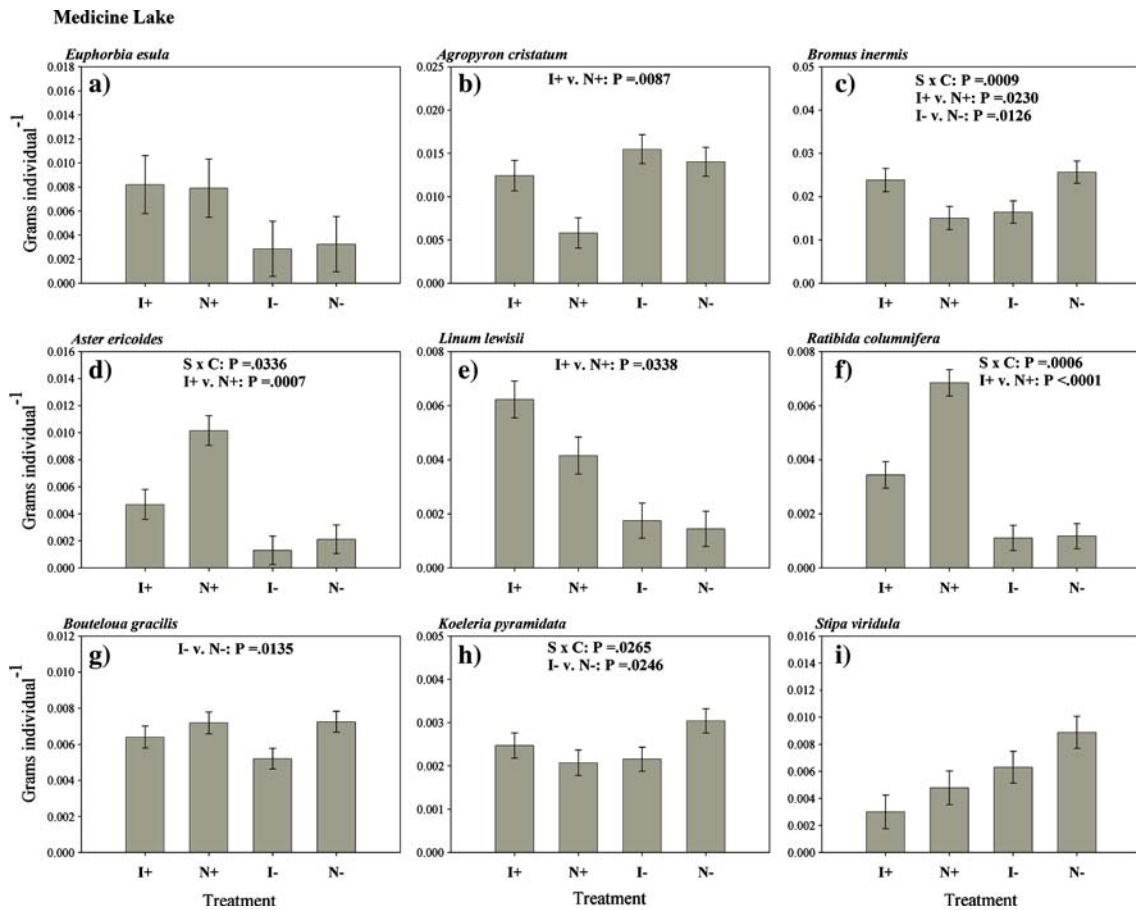 Medicine Lake
Euphorbia esula
a)
0.018
0.016
0.014
0.012
0.010
0.008
0.006
0.004
0.002
0.000
Grams individual-1
I+ N+ I- N-
Agropyron cristatum
b)
I+ v. N+: P =.0087
0.025
0.020
0.015
0.010
0.005
0.000
I+ N+ I- N-
Bromus inermis
c)
S x C: P =.0009
I+ v. N+: P =.0230
I- v. N-: P =.0126
0.05
0.04
0.03
0.02
0.01
0.00
I+ N+ I- N-
Aster ericoides
d)
S x C: P =.0336
I+ v. N+: P =.0007
0.016
0.014
0.012
0.010
0.008
0.006
0.004
0.002
0.000
Grams individual-1
I+ N+ I- N-
Linum lewisii
e)
I+ v. N+: P =.0338
0.008
0.006
0.004
0.002
0.000
I+ N+ I- N-
Ratibida columnifera
f)
S x C: P =.0006
I+ v. N+: P <.0001
0.008
0.006
0.004
0.002
0.000
I+ N+ I- N-
Bouteloua gracilis
g)
I- v. N-: P =.0135
0.012
0.010
0.008
0.006
0.004
0.002
0.000
Grams individual-1
I+ N+ I- N-
Treatment
Koeleria pyramidata
h)
S x C: P =.0265
I- v. N-: P =.0246
0.005
0.004
0.003
0.002
0.001
0.000
I+ N+ I- N-
Treatment
Stipa viridula
i)
0.016
0.014
0.012
0.010
0.008
0.006
0.004
0.002
0.000
I+ N+ I- N-
Treatment